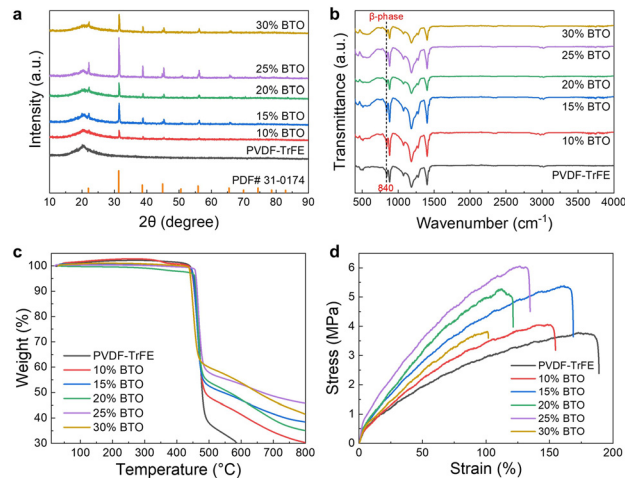 a
Intensity (a.u.)
30% BTO
25% BTO
20% BTO
15% BTO
10% BTO
PVDF-TrFE
PDF# 31-0174
10 20 30 40 50 60 70 80 90
2θ (degree)
b
Transmittance (a.u.)
β-phase
30% BTO
25% BTO
20% BTO
15% BTO
10% BTO
PVDF-TrFE
840
500 1000 1500 2000 2500 3000 3500 4000
Wavenumber (cm⁻¹)
c
Weight (%)
100
90
80
70
60
50
40
30
PVDF-TrFE
10% BTO
15% BTO
20% BTO
25% BTO
30% BTO
100 200 300 400 500 600 700 800
Temperature (°C)
d
Stress (MPa)
6
5
4
3
2
1
0
PVDF-TrFE
10% BTO
15% BTO
20% BTO
25% BTO
30% BTO
0 50 100 150 200
Strain (%)